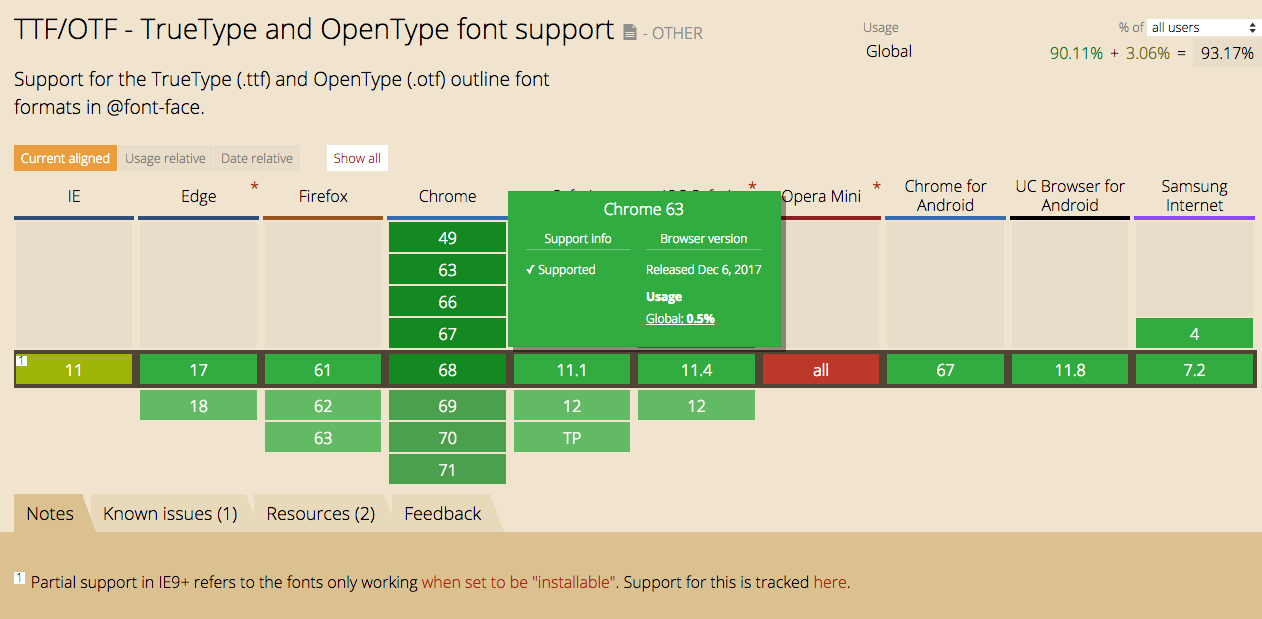 TTF/OTF - TrueType and OpenType font support - OTHER
Usage % of all users
Global 90.11% + 3.06% = 93.17%
Support for the TrueType (.ttf) and OpenType (.otf) outline font
formats in @font-face.
Current aligned Usage relative Date relative Show all
IE Edge * Firefox Chrome * Opera Mini * Chrome for Android UC Browser for Android Samsung Internet
Chrome 63
Support info Browser version
✔ Supported Released Dec 6, 2017
Usage
Global: 0.5%
49
63
66
67 4
1 11 17 61 68 11.1 11.4 all 67 11.8 7.2
18 62 69 12 12
63 70 TP
71
Notes Known issues (1) Resources (2) Feedback
1 Partial support in IE9+ refers to the fonts only working when set to be "installable". Support for this is tracked here.